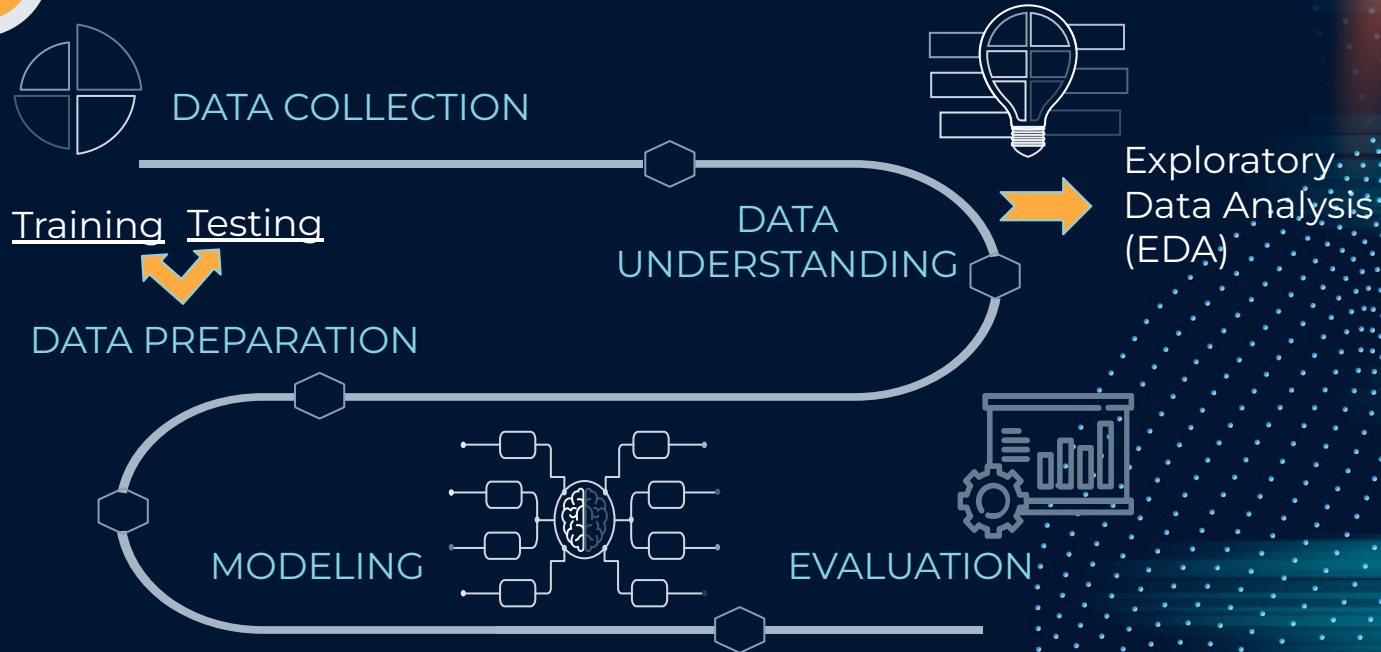 DATA COLLECTION
DATA
UNDERSTANDING
Exploratory
Data Analysis
(EDA)
Training Testing
DATA PREPARATION
MODELING
EVALUATION